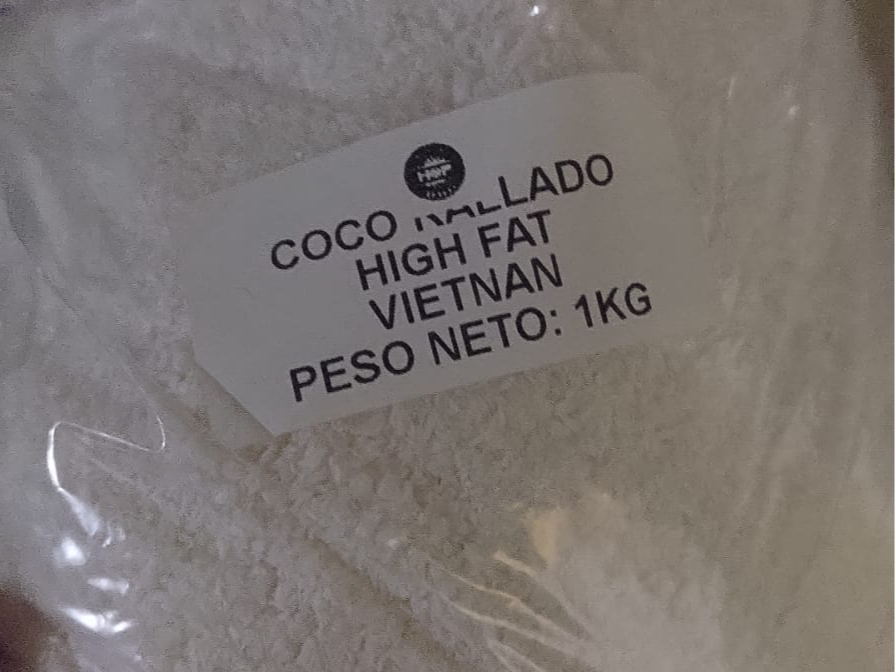 COCO RALLADO
HIGH FAT
VIETNAN
PESO NETO: 1KG